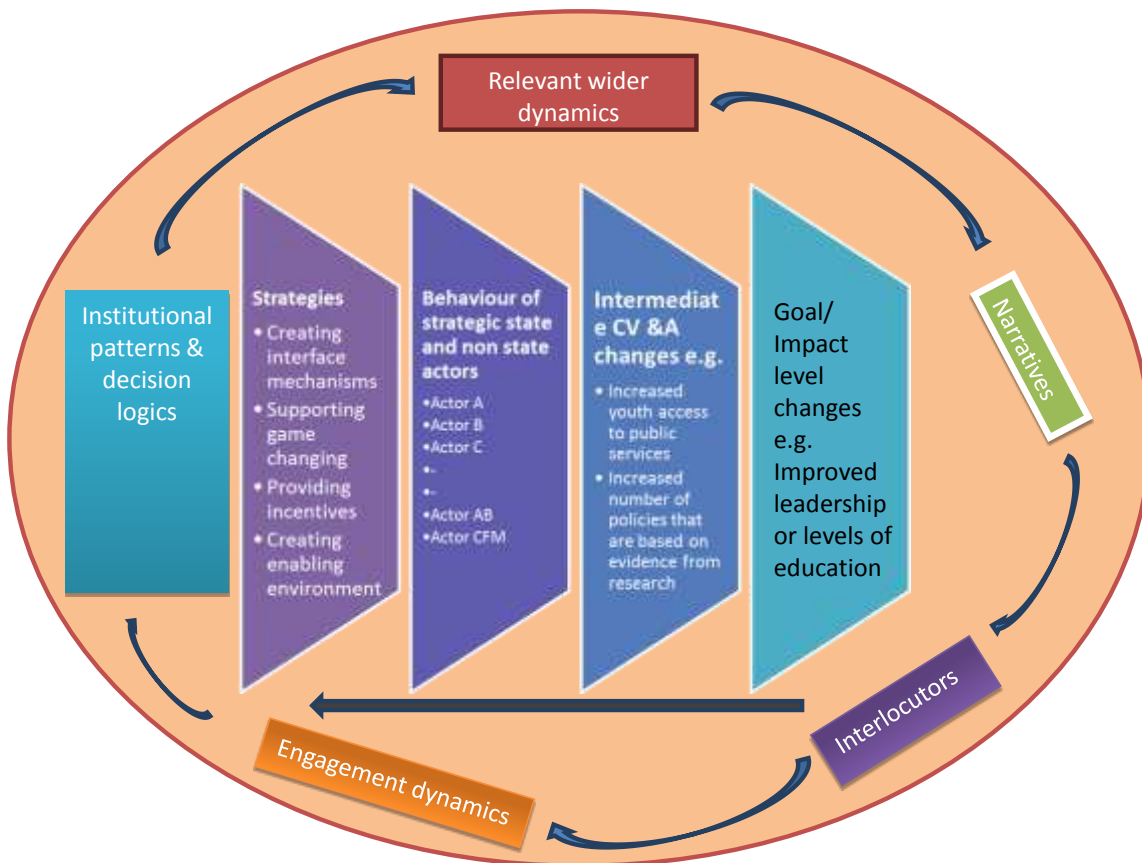 Relevant wider
dynamics
Institutional
patterns &
decision
logics
Strategies
• Creating
interface
mechanisms
• Supporting
game
changing
• Providing
incentives
• Creating
enabling
environment
Behaviour of
strategic state
and non state
actors
•Actor A
•Actor B
•Actor C
•-
•-
•Actor AB
•Actor CFM
Intermediat
e CV &A
changes e.g.
• Increased
youth access
to public
services
• Increased
number of
policies that
are based on
evidence from
research
Goal/
Impact
level
changes
e.g.
Improved
leadership
or levels of
education
Narratives
Interlocutors
Engagement dynamics